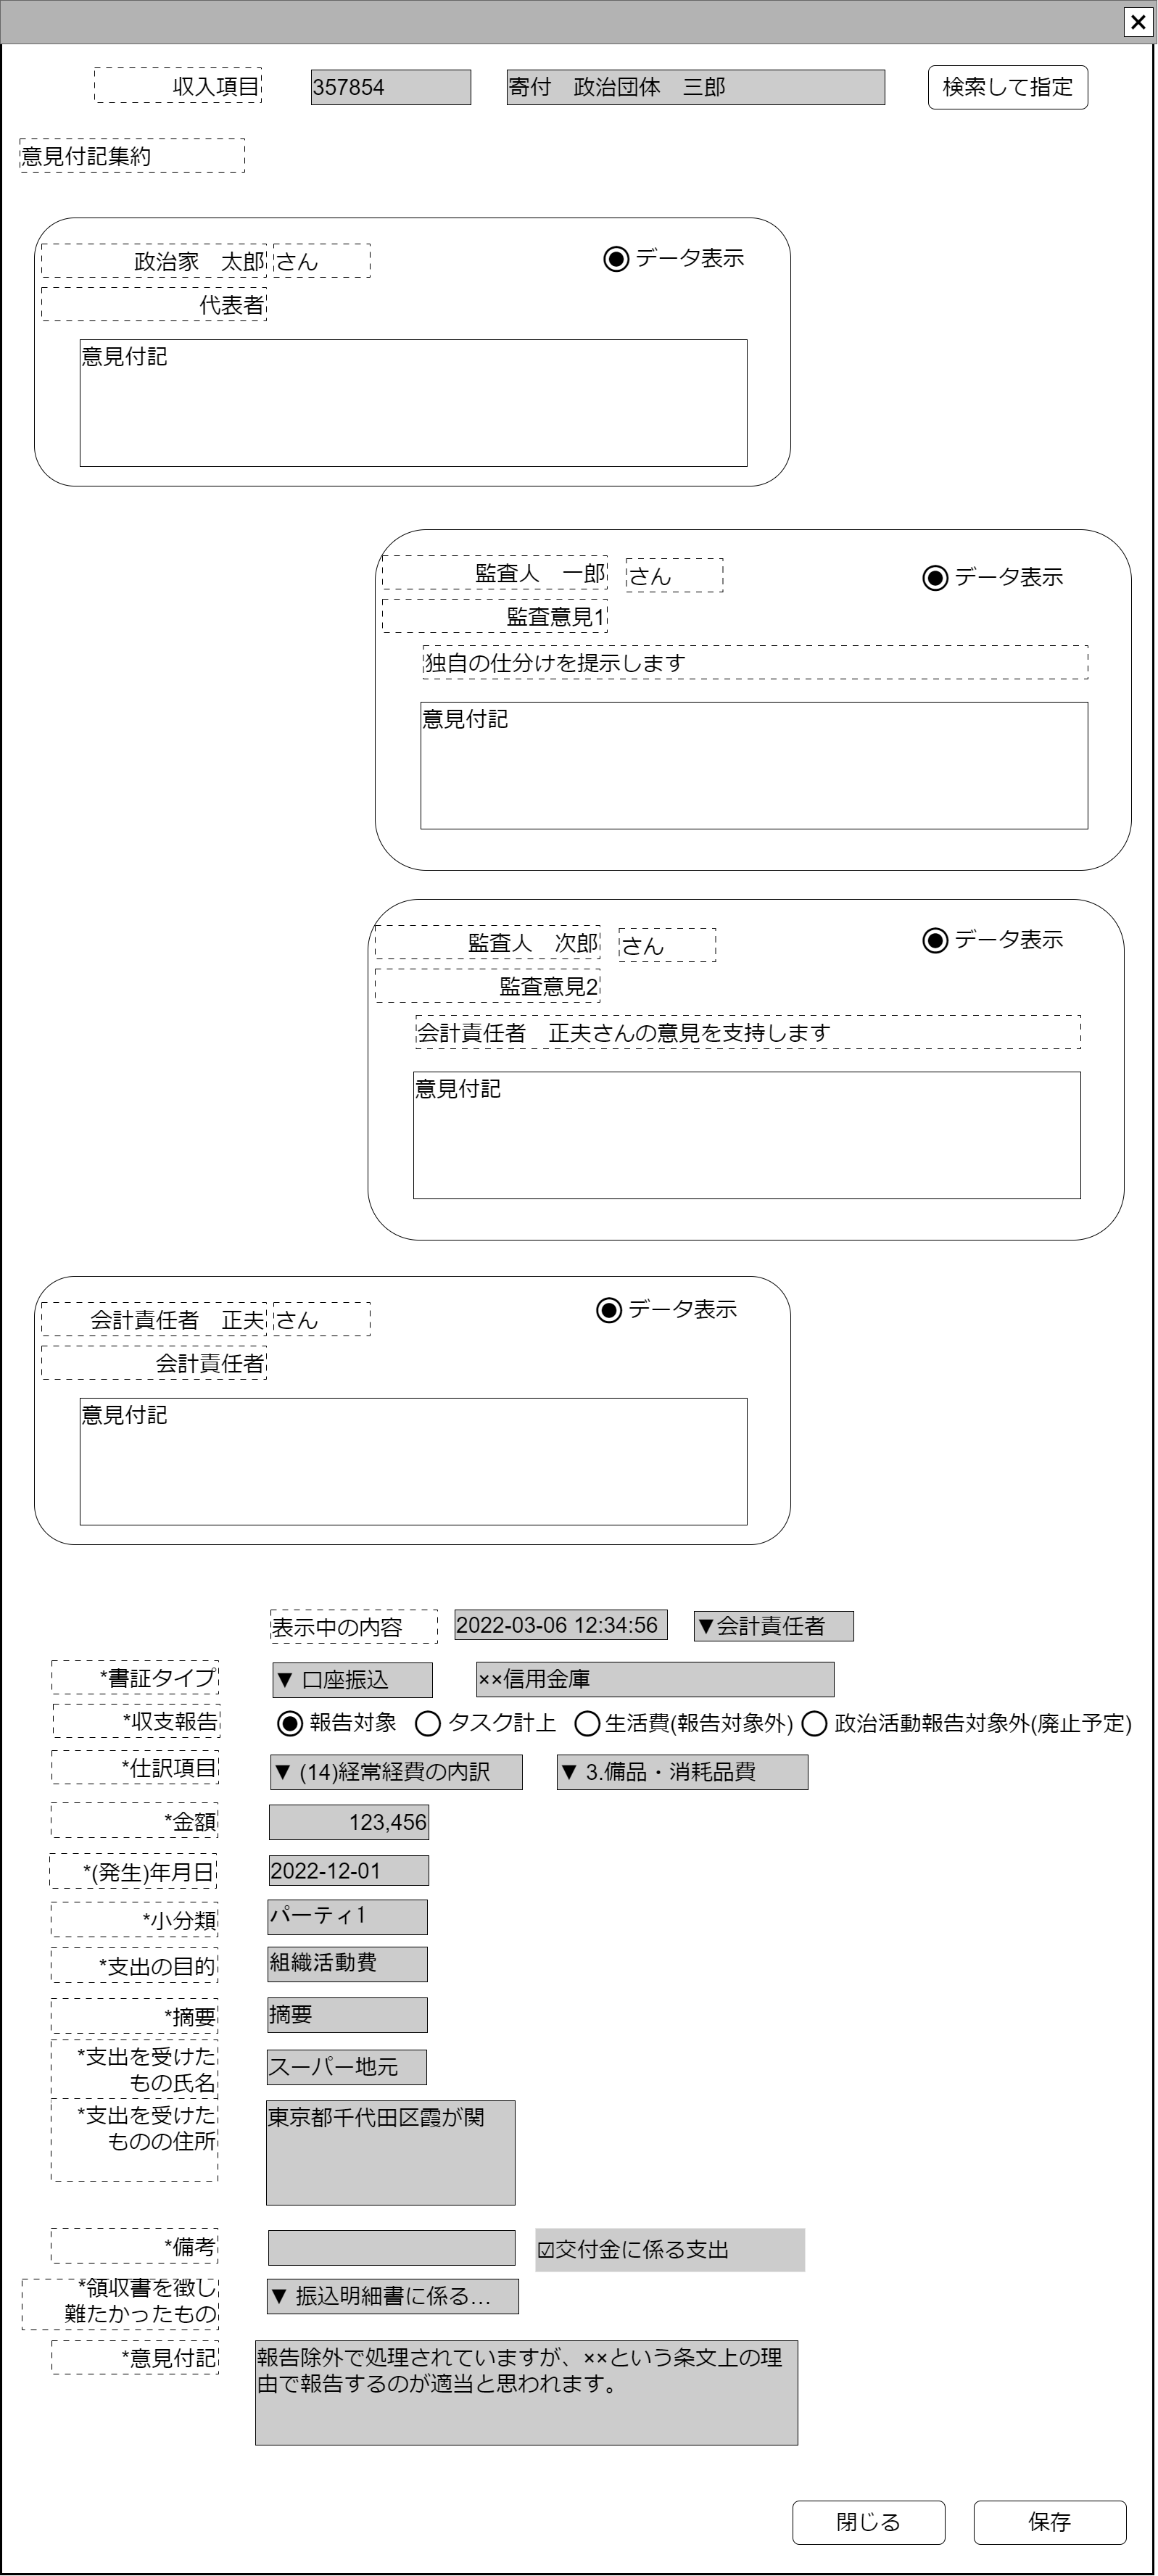 ×
収入項目 357854 寄付　政治団体　三郎 検索して指定
意見付記集約
政治家　太郎 さん ◉データ表示
代表者
意見付記
監査人　一郎 さん ◉データ表示
監査意見1
独自の仕分けを提示します
意見付記
監査人　次郎 さん ◉データ表示
監査意見2
会計責任者　正夫さんの意見を支持します
意見付記
会計責任者　正夫 さん ◉データ表示
会計責任者
意見付記
表示中の内容 2022-03-06 12:34:56 ▼会計責任者
*書証タイプ ▼ 口座振込 ××信用金庫
*収支報告 ◉ 報告対象 ○ タスク計上 ○ 生活費(報告対象外) ○ 政治活動報告対象外(廃止予定)
*仕訳項目 ▼ (14)経常経費の内訳 ▼ 3.備品・消耗品費
*金額 123,456
*(発生)年月日 2022-12-01
*小分類 パーティ1
*支出の目的 組織活動費
*摘要 摘要
*支出を受けた
もの氏名 スーパー地元
*支出を受けた 東京都千代田区霞が関
ものの住所
*備考 ☑交付金に係る支出
*領収書を徴し
難たかったもの ▼ 振込明細書に係る...
*意見付記 報告除外で処理されていますが、××という条文上の理
由で報告するのが適当と思われます。
閉じる 保存